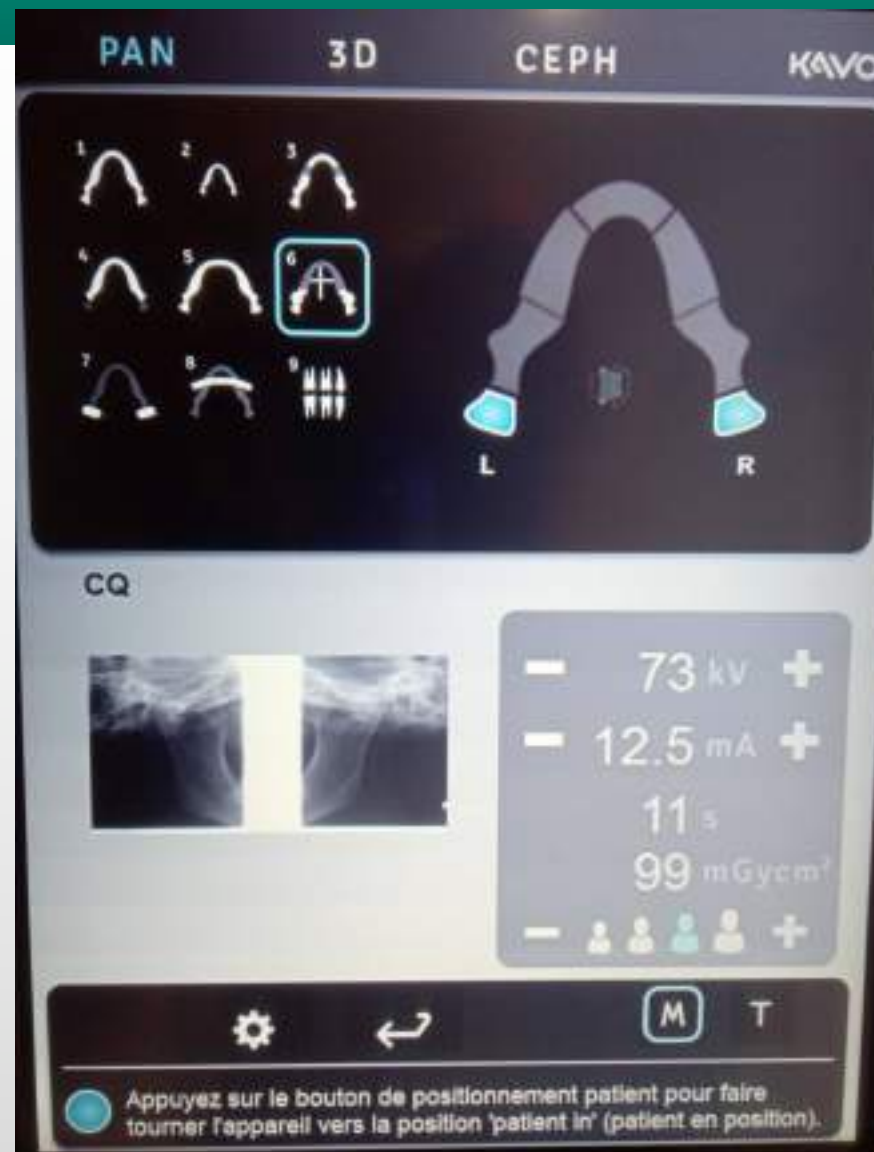 PAN 3D CEPH KAVO
1 2 3
4 5 6
7 8 9
L R
CQ
73 kV
12.5 mA
11 s
99 mGycm²
M T
Appuyez sur le bouton de positionnement patient pour faire
tourner l'appareil vers la position 'patient in' (patient en position).